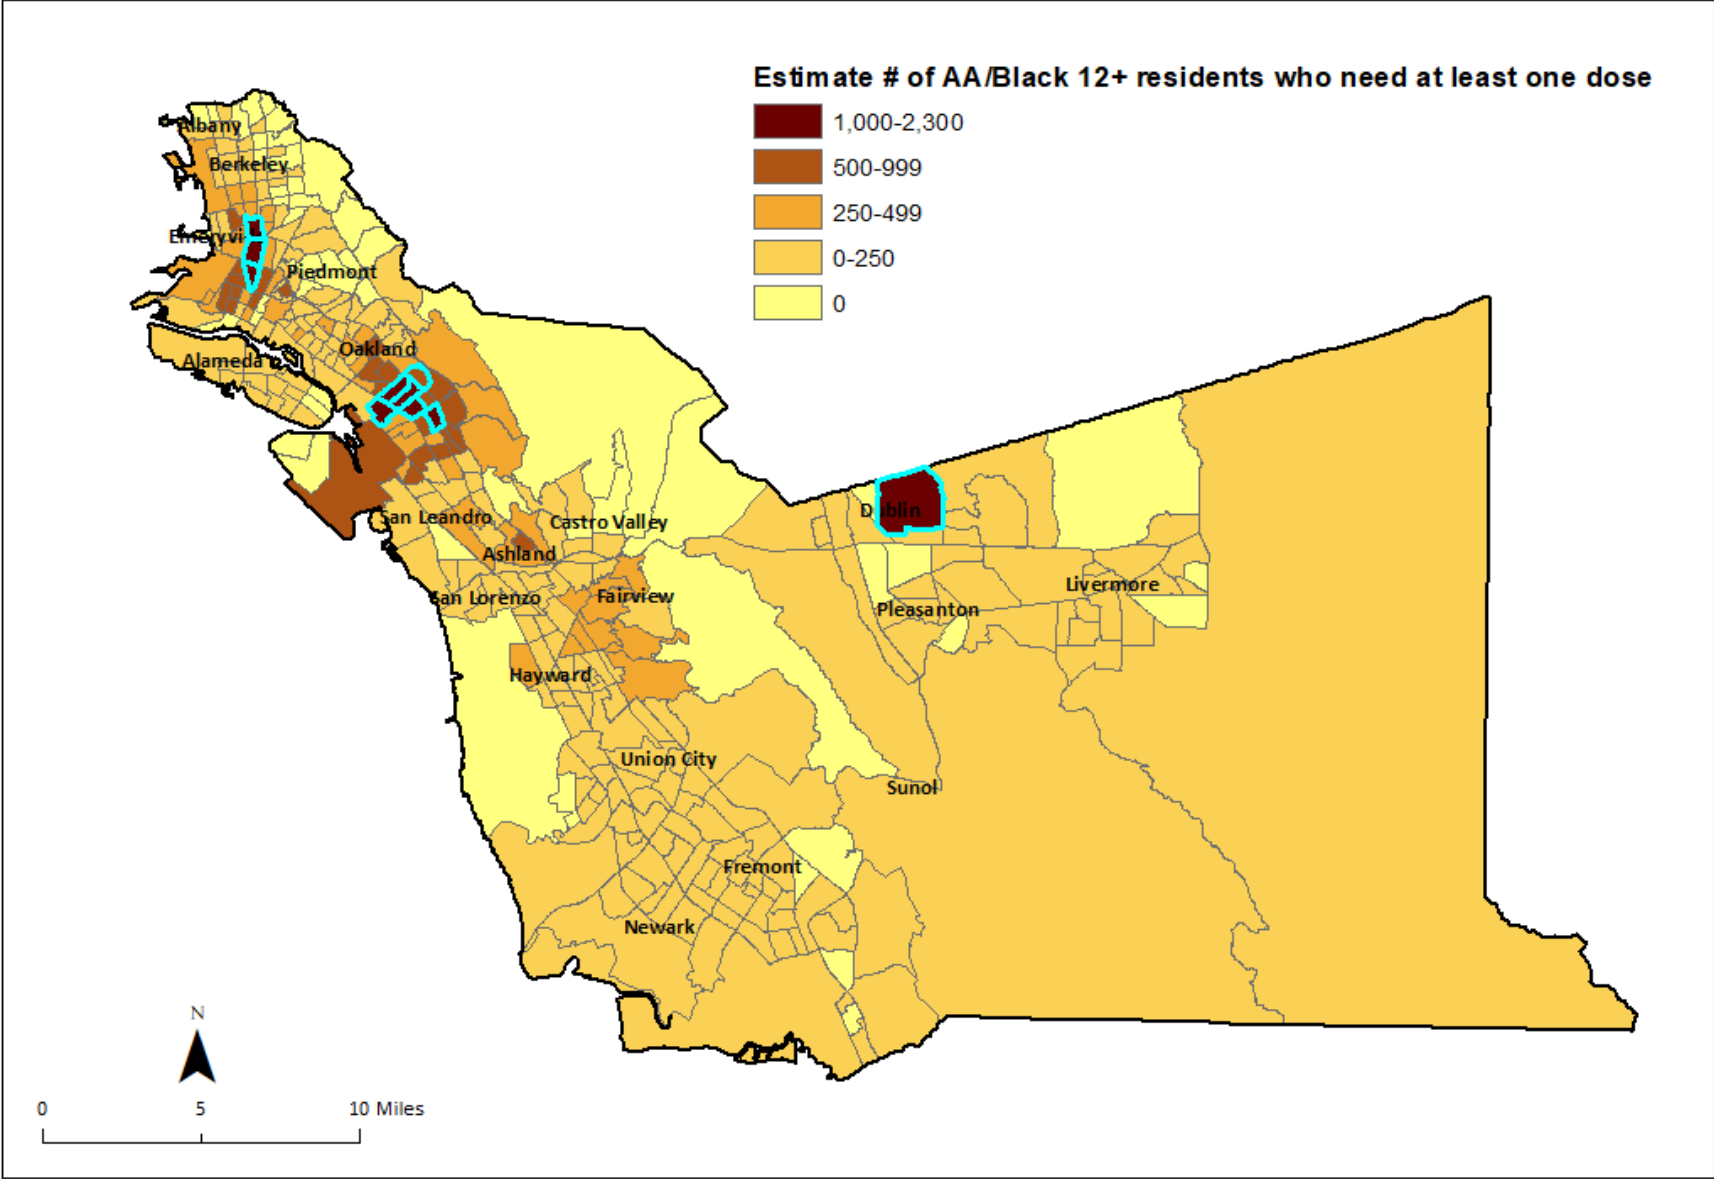 Estimate # of AA/Black 12+ residents who need at least one dose
1,000-2,300
500-999
250-499
0-250
0
Albany
Berkeley
Emeryvi
Piedmont
Oakland
Alameda
San Leandro
Castro Valley
Ashland
San Lorenzo
Fairview
Hayward
Dublin
Livermore
Pleasanton
Union City
Sunol
Fremont
Newark
N
0 5 10 Miles